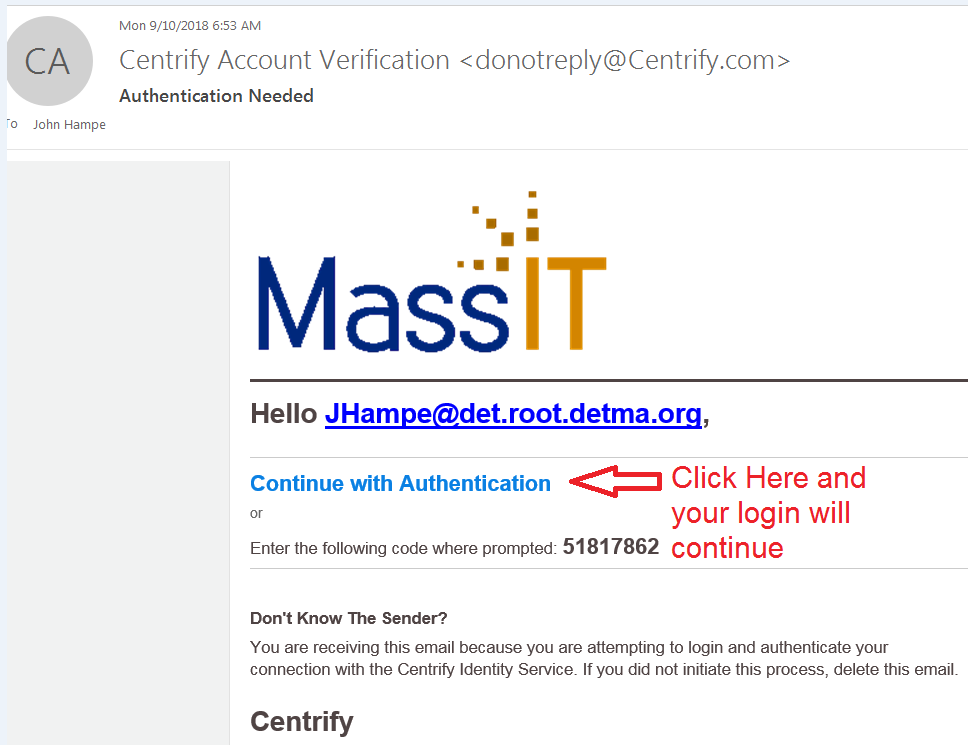 Mon 9/10/2018 6:53 AM
CA
Centrify Account Verification <donotreply@Centrify.com>
Authentication Needed
To John Hampe
MassIT
Hello JHampe@det.root.detma.org,
Continue with Authentication
Click Here and
your login will
continue
or
Enter the following code where prompted: 51817862
Don't Know The Sender?
You are receiving this email because you are attempting to login and authenticate your
connection with the Centrify Identity Service. If you did not initiate this process, delete this email.
Centrify